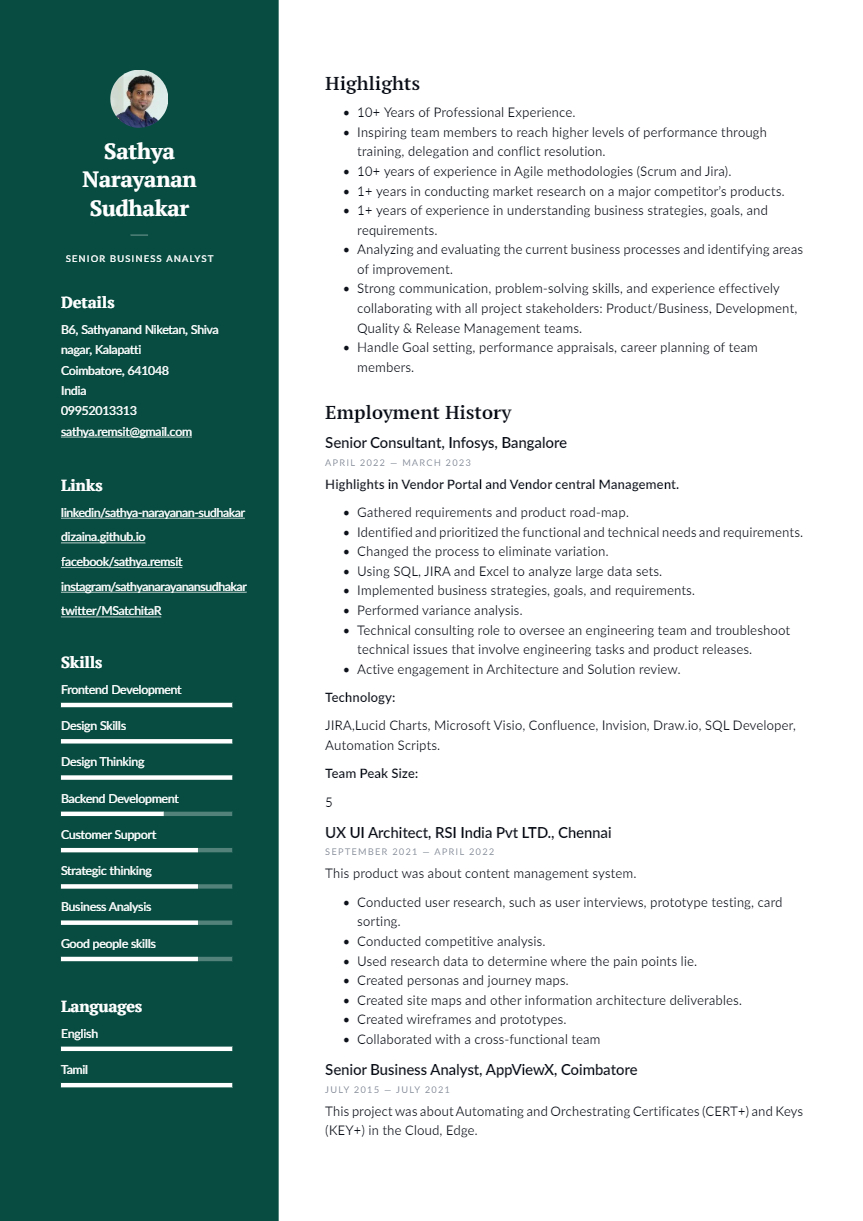 Sathya
Narayanan
Sudhakar
SENIOR BUSINESS ANALYST
Details
B6, Sathyanand Niketan, Shiva
nagar, Kalapatti
Coimbatore, 641048
India
09952013313
sathya.remsit@gmail.com
Links
linkedin/sathya-narayanan-sudhakar
dizaina.github.io
facebook/sathya.remsit
instagram/sathyanarayanansudhakar
twitter/MSatchitaR
Skills
Frontend Development
Design Skills
Design Thinking
Backend Development
Customer Support
Strategic thinking
Business Analysis
Good people skills
Languages
English
Tamil
Highlights
• 10+ Years of Professional Experience.
• Inspiring team members to reach higher levels of performance through
training, delegation and conflict resolution.
• 10+ years of experience in Agile methodologies (Scrum and Jira).
• 1+ years in conducting market research on a major competitor’s products.
• 1+ years of experience in understanding business strategies, goals, and
requirements.
• Analyzing and evaluating the current business processes and identifying areas
of improvement.
• Strong communication, problem-solving skills, and experience effectively
collaborating with all project stakeholders: Product/Business, Development,
Quality & Release Management teams.
• Handle Goal setting, performance appraisals, career planning of team
members.
Employment History
Senior Consultant, Infosys, Bangalore
APRIL 2022 — MARCH 2023
Highlights in Vendor Portal and Vendor central Management.
• Gathered requirements and product road-map.
• Identified and prioritized the functional and technical needs and requirements.
• Changed the process to eliminate variation.
• Using SQL, JIRA and Excel to analyze large data sets.
• Implemented business strategies, goals, and requirements.
• Performed variance analysis.
• Technical consulting role to oversee an engineering team and troubleshoot
technical issues that involve engineering tasks and product releases.
• Active engagement in Architecture and Solution review.
Technology:
JIRA,Lucid Charts, Microsoft Visio, Confluence, Invision, Draw.io, SQL Developer,
Automation Scripts.
Team Peak Size:
5
UX UI Architect, RSI India Pvt LTD., Chennai
SEPTEMBER 2021 — APRIL 2022
This product was about content management system.
• Conducted user research, such as user interviews, prototype testing, card
sorting.
• Conducted competitive analysis.
• Used research data to determine where the pain points lie.
• Created personas and journey maps.
• Created site maps and other information architecture deliverables.
• Created wireframes and prototypes.
• Collaborated with a cross-functional team
Senior Business Analyst, AppViewX, Coimbatore
JULY 2015 — JULY 2021
This project was about Automating and Orchestrating Certificates (CERT+) and Keys
(KEY+) in the Cloud, Edge.